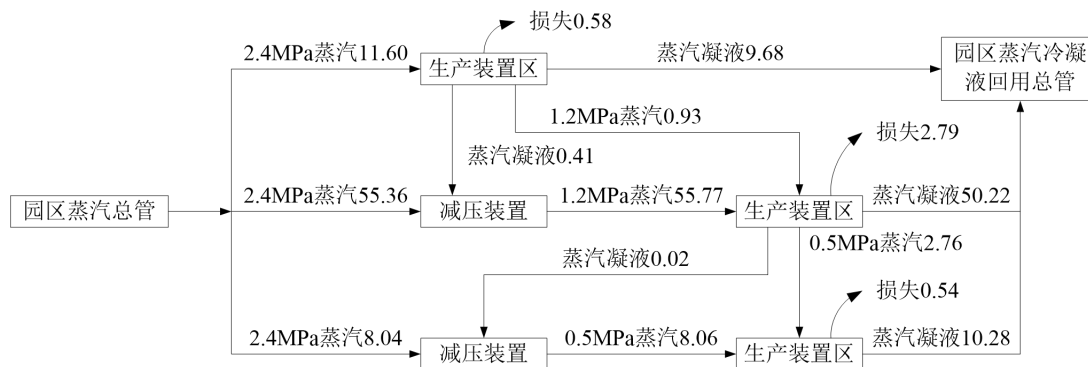 损失0.58
2.4MPa蒸汽11.60
生产装置区
蒸汽凝液9.68
园区蒸汽冷凝
液回用总管
1.2MPa蒸汽0.93
蒸汽凝液0.41
损失2.79
园区蒸汽总管
2.4MPa蒸汽55.36
减压装置
1.2MPa蒸汽55.77
生产装置区
蒸汽凝液50.22
0.5MPa蒸汽2.76
蒸汽凝液0.02
损失0.54
2.4MPa蒸汽8.04
减压装置
0.5MPa蒸汽8.06
生产装置区
蒸汽凝液10.28